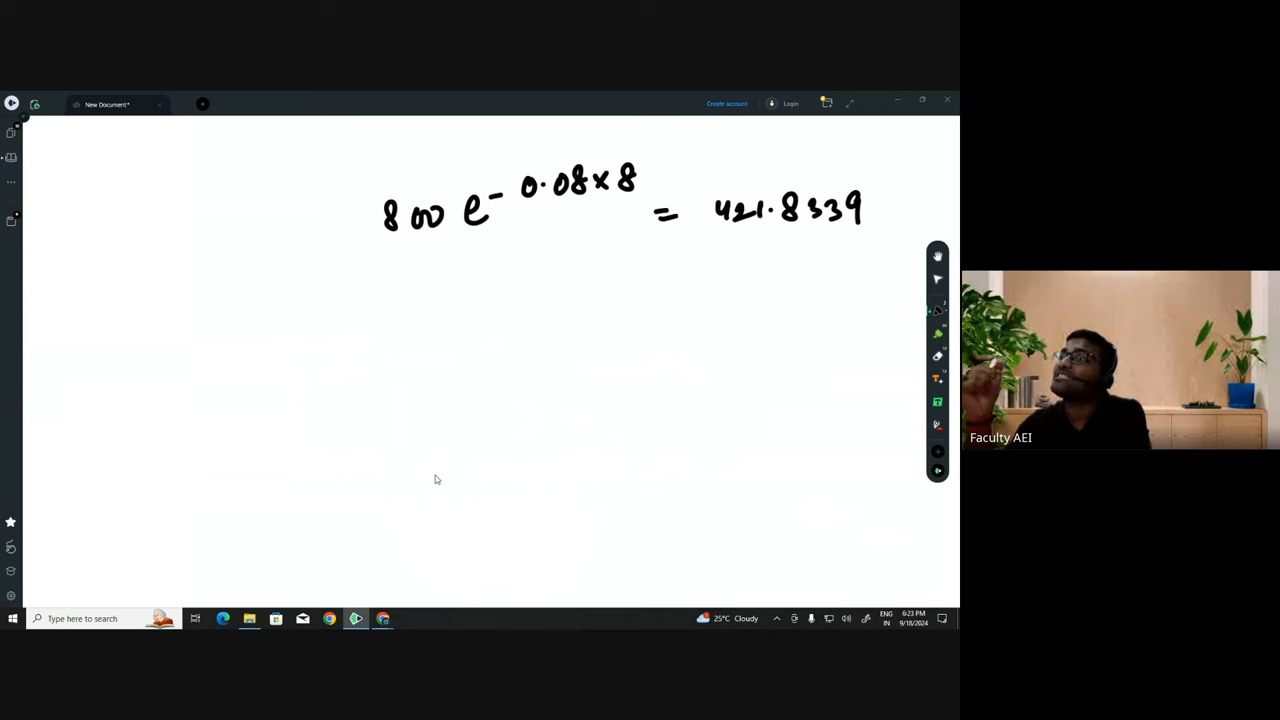 New Document*
Create account
Login
800 e^- 0.08 x 8 = 421.8339
Faculty AEI
Type here to search
25°C Cloudy
ENG
IN
6:23 PM
9/18/2024